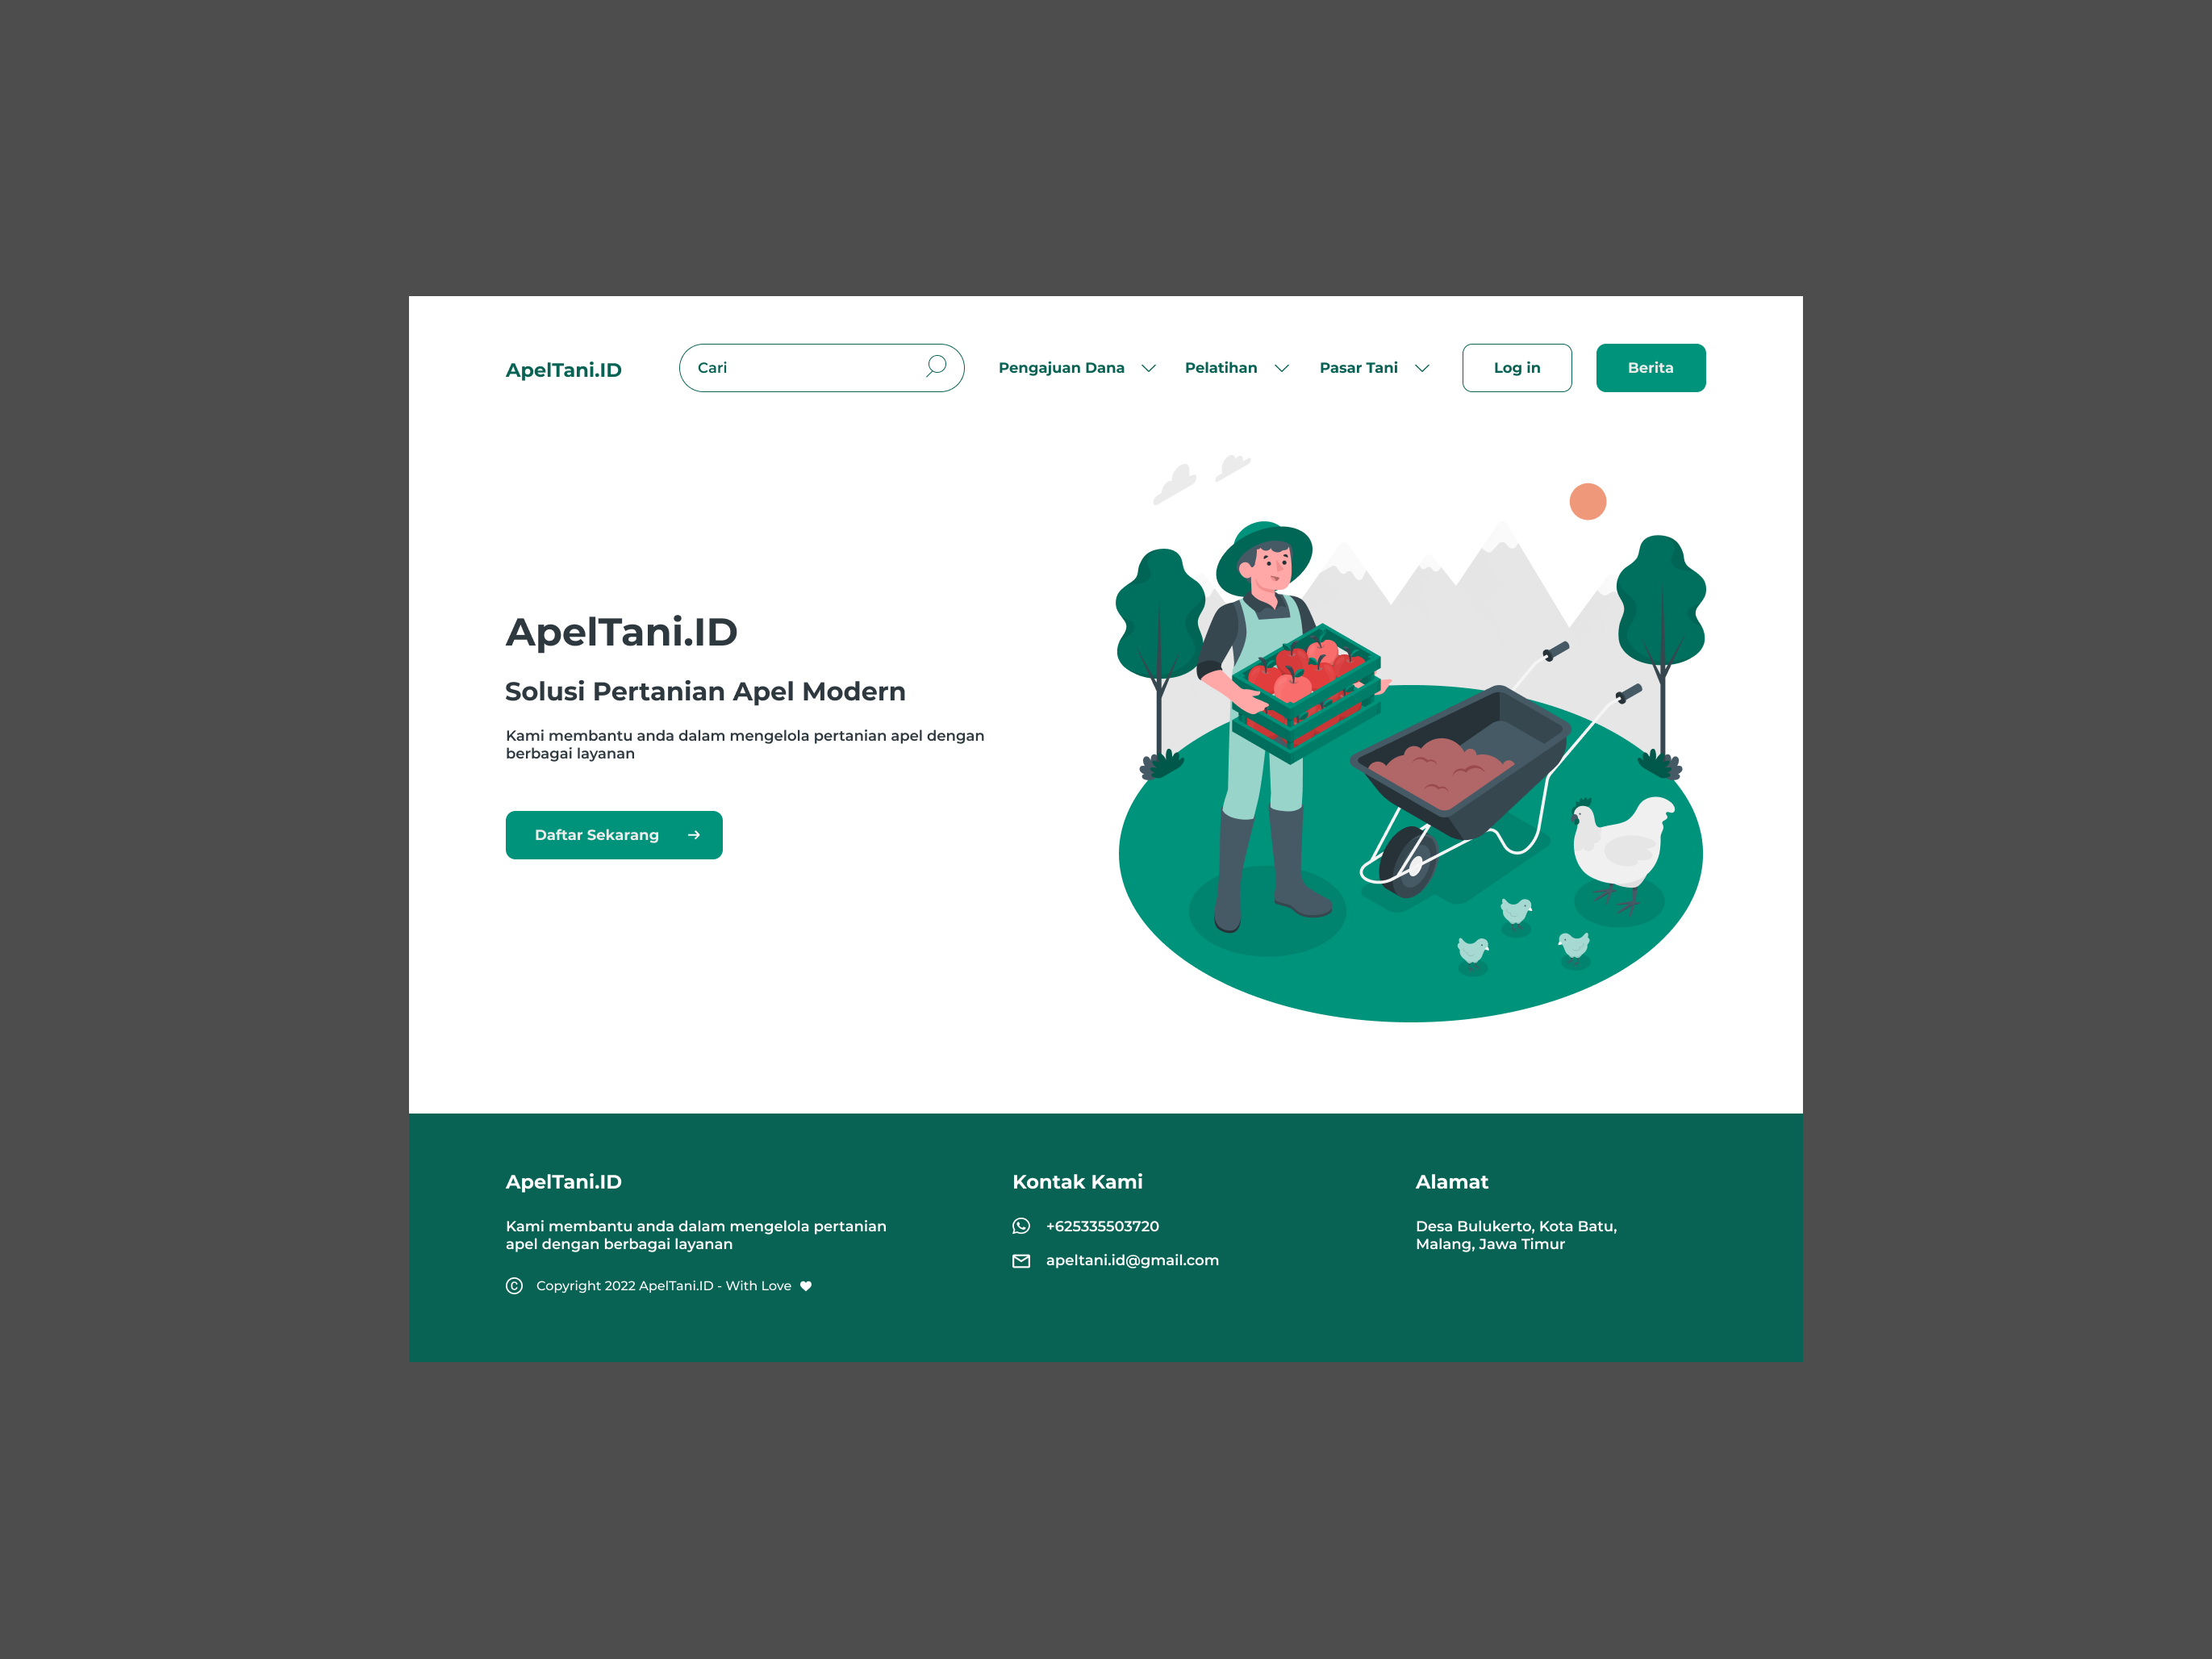 ApelTani.ID
Cari
Pengajuan Dana
Pelatihan
Pasar Tani
Log in
Berita
ApelTani.ID
Solusi Pertanian Apel Modern
Kami membantu anda dalam mengelola pertanian apel dengan
berbagai layanan
Daftar Sekarang
ApelTani.ID
Kami membantu anda dalam mengelola pertanian
apel dengan berbagai layanan
Copyright 2022 ApelTani.ID - With Love
Kontak Kami
+625335503720
apeltani.id@gmail.com
Alamat
Desa Bulukerto, Kota Batu,
Malang, Jawa Timur